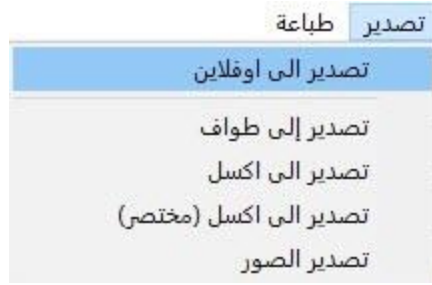 تصدير طباعة
تصدير الى اوفلاين
تصدير إلى طواف
تصدير الى اكسل
تصدير الى اكسل (مختصر)
تصدير الصور